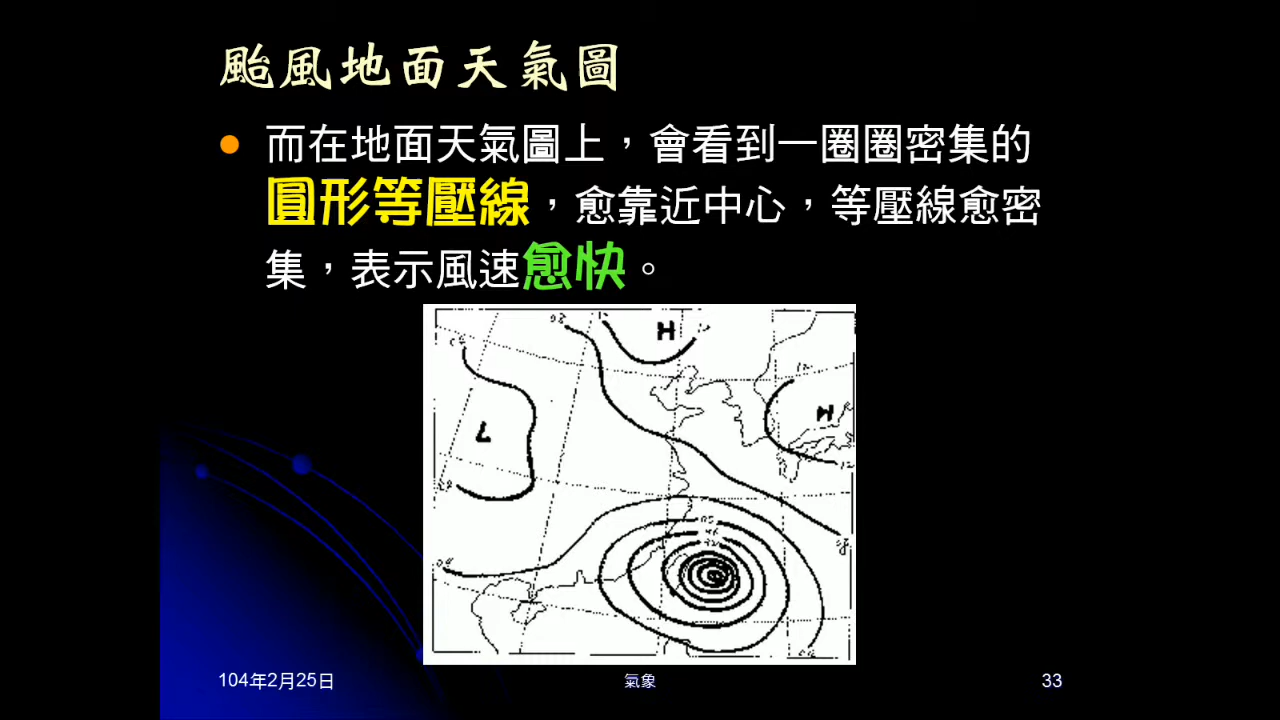 颱風地面天氣圖
而在地面天氣圖上，會看到一圈圈密集的
圓形等壓線，愈靠近中心，等壓線愈密
集，表示風速愈快。
H
H
L
104年2月25日
氣象
33